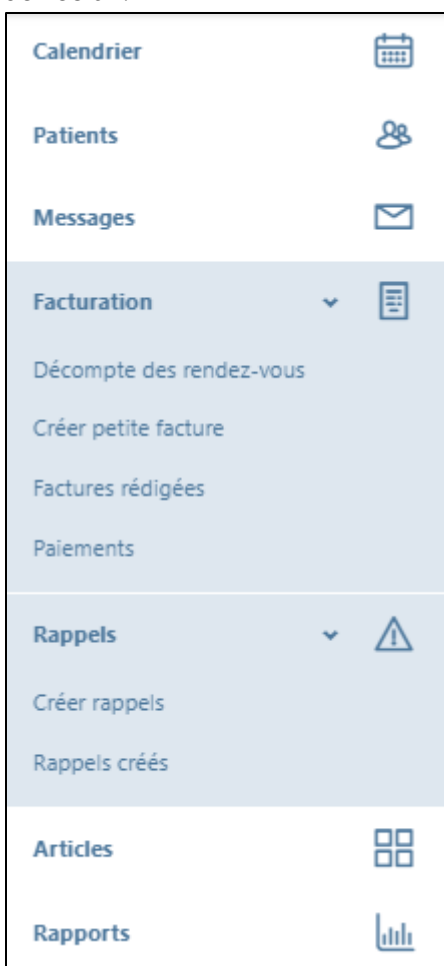 Calendrier
Patients
Messages
Facturation
Décompte des rendez-vous
Créer petite facture
Factures rédigées
Paiements
Rappels
Créer rappels
Rappels créés
Articles
Rapports